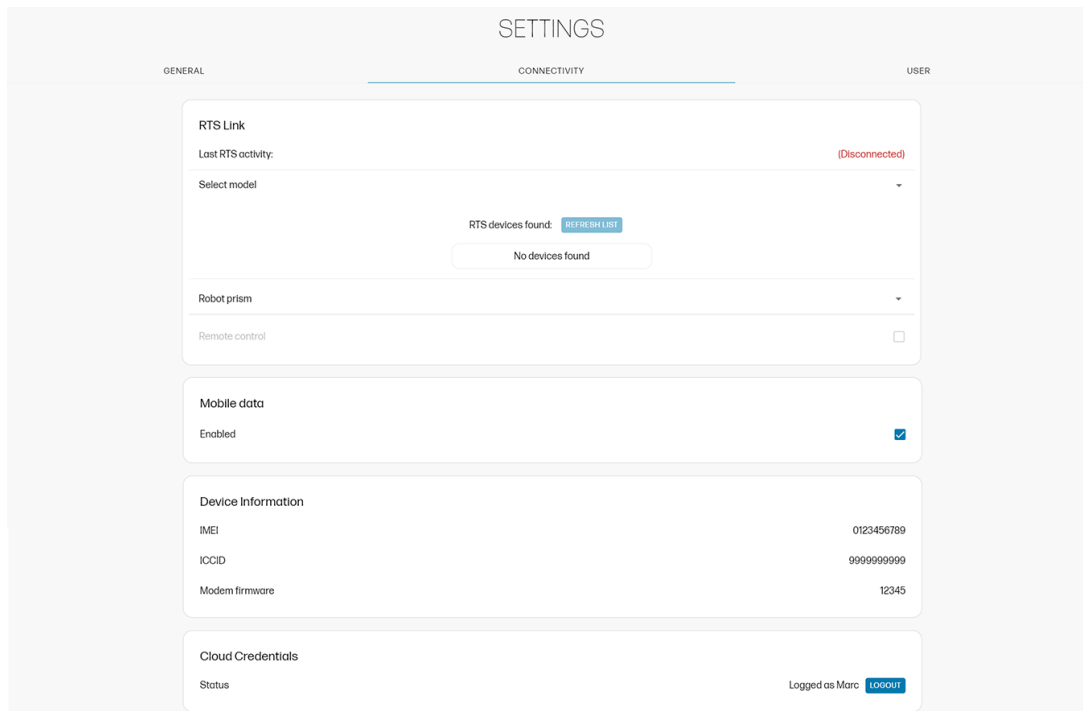 SETTINGS
GENERAL CONNECTIVITY USER
RTS Link
Last RTS activity: (Disconnected)
Select model
RTS devices found: REFRESH LIST
No devices found
Robot prism
Remote control
Mobile data
Enabled
Device Information
IMEI 0123456789
ICCID 9999999999
Modem firmware 12345
Cloud Credentials
Status Logged as Marc LOGOUT